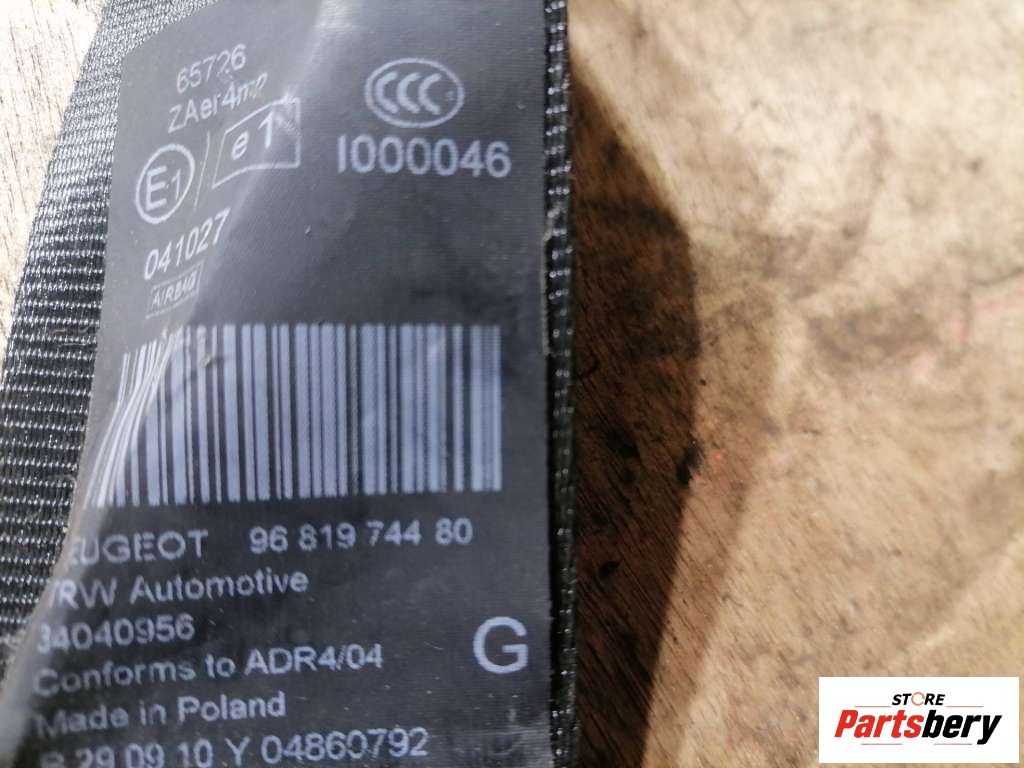 65726
ZAer4mp
CCC
E1 / e1
I000046
041027
AIRBAG
PEUGEOT 96 819 744 80
TRW Automotive
34040956
G
Conforms to ADR4/04
Made in Poland
29 09 10 Y 04860792
STORE
Partsbery